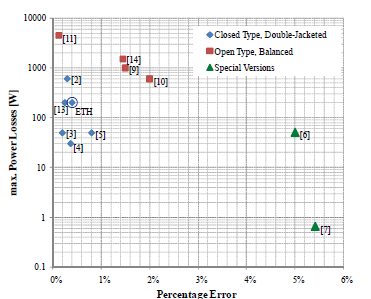 10000
1000
100
10
1
0.1
max. Power Losses [W]
[11]
[14]
[9]
[10]
[2]
[13]
ETH
[3]
[4]
[5]
[6]
[7]
Closed Type, Double-Jacketed
Open Type, Balanced
Special Versions
0% 1% 2% 3% 4% 5% 6%
Percentage Error